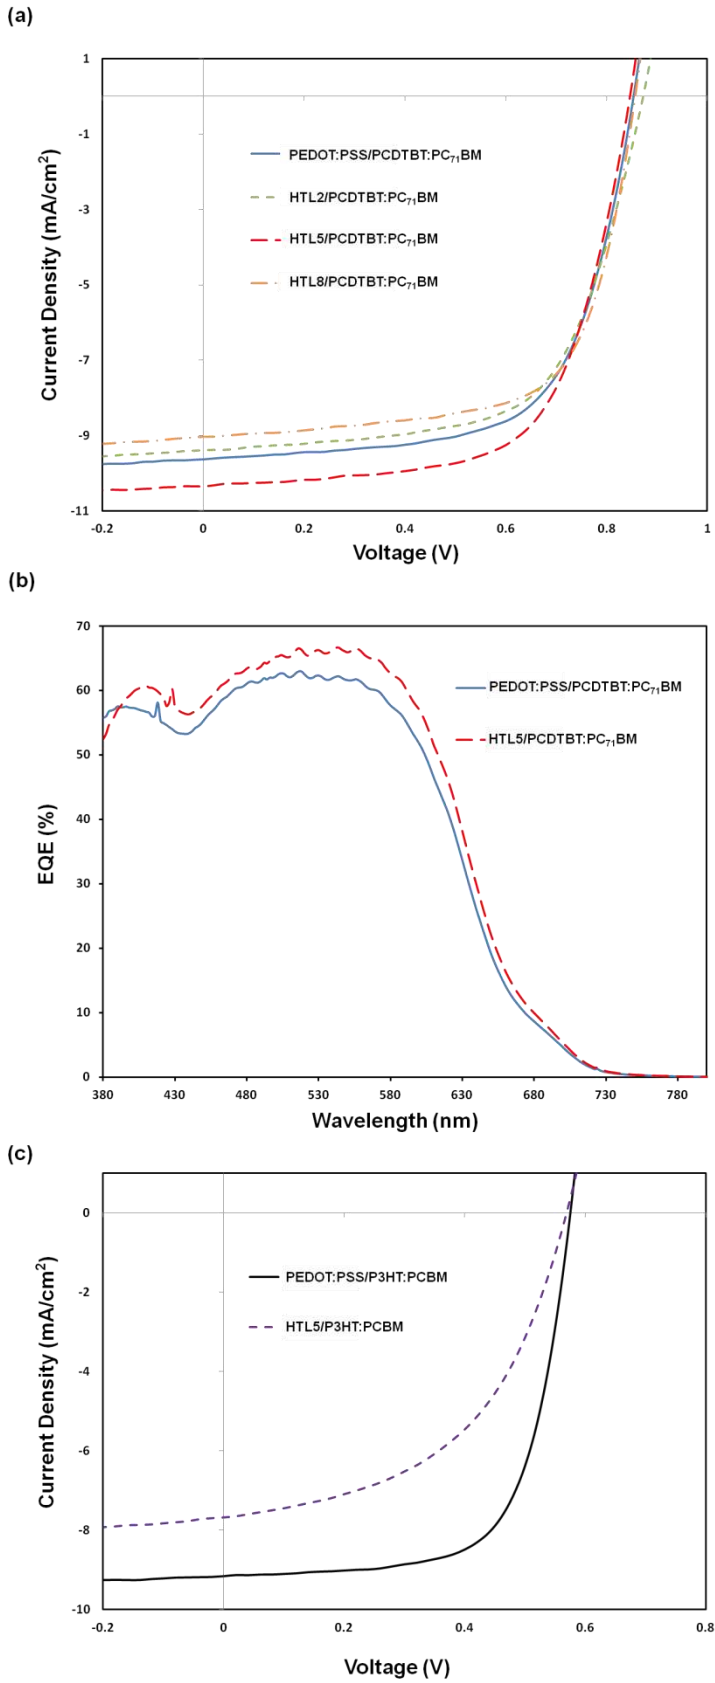 (a)
1
-1
-3
-5
-7
-9
-11
Current Density (mA/cm²)
PEDOT:PSS/PCDTBT:PC₇₁BM
HTL2/PCDTBT:PC₇₁BM
HTL5/PCDTBT:PC₇₁BM
HTL8/PCDTBT:PC₇₁BM
-0.2 0 0.2 0.4 0.6 0.8 1
Voltage (V)
(b)
70
60
50
40
30
20
10
0
EQE (%)
PEDOT:PSS/PCDTBT:PC₇₁BM
HTL5/PCDTBT:PC₇₁BM
380 430 480 530 580 630 680 730 780
Wavelength (nm)
(c)
0
-2
-4
-6
-8
-10
Current Density (mA/cm²)
PEDOT:PSS/P3HT:PCBM
HTL5/P3HT:PCBM
-0.2 0 0.2 0.4 0.6 0.8
Voltage (V)